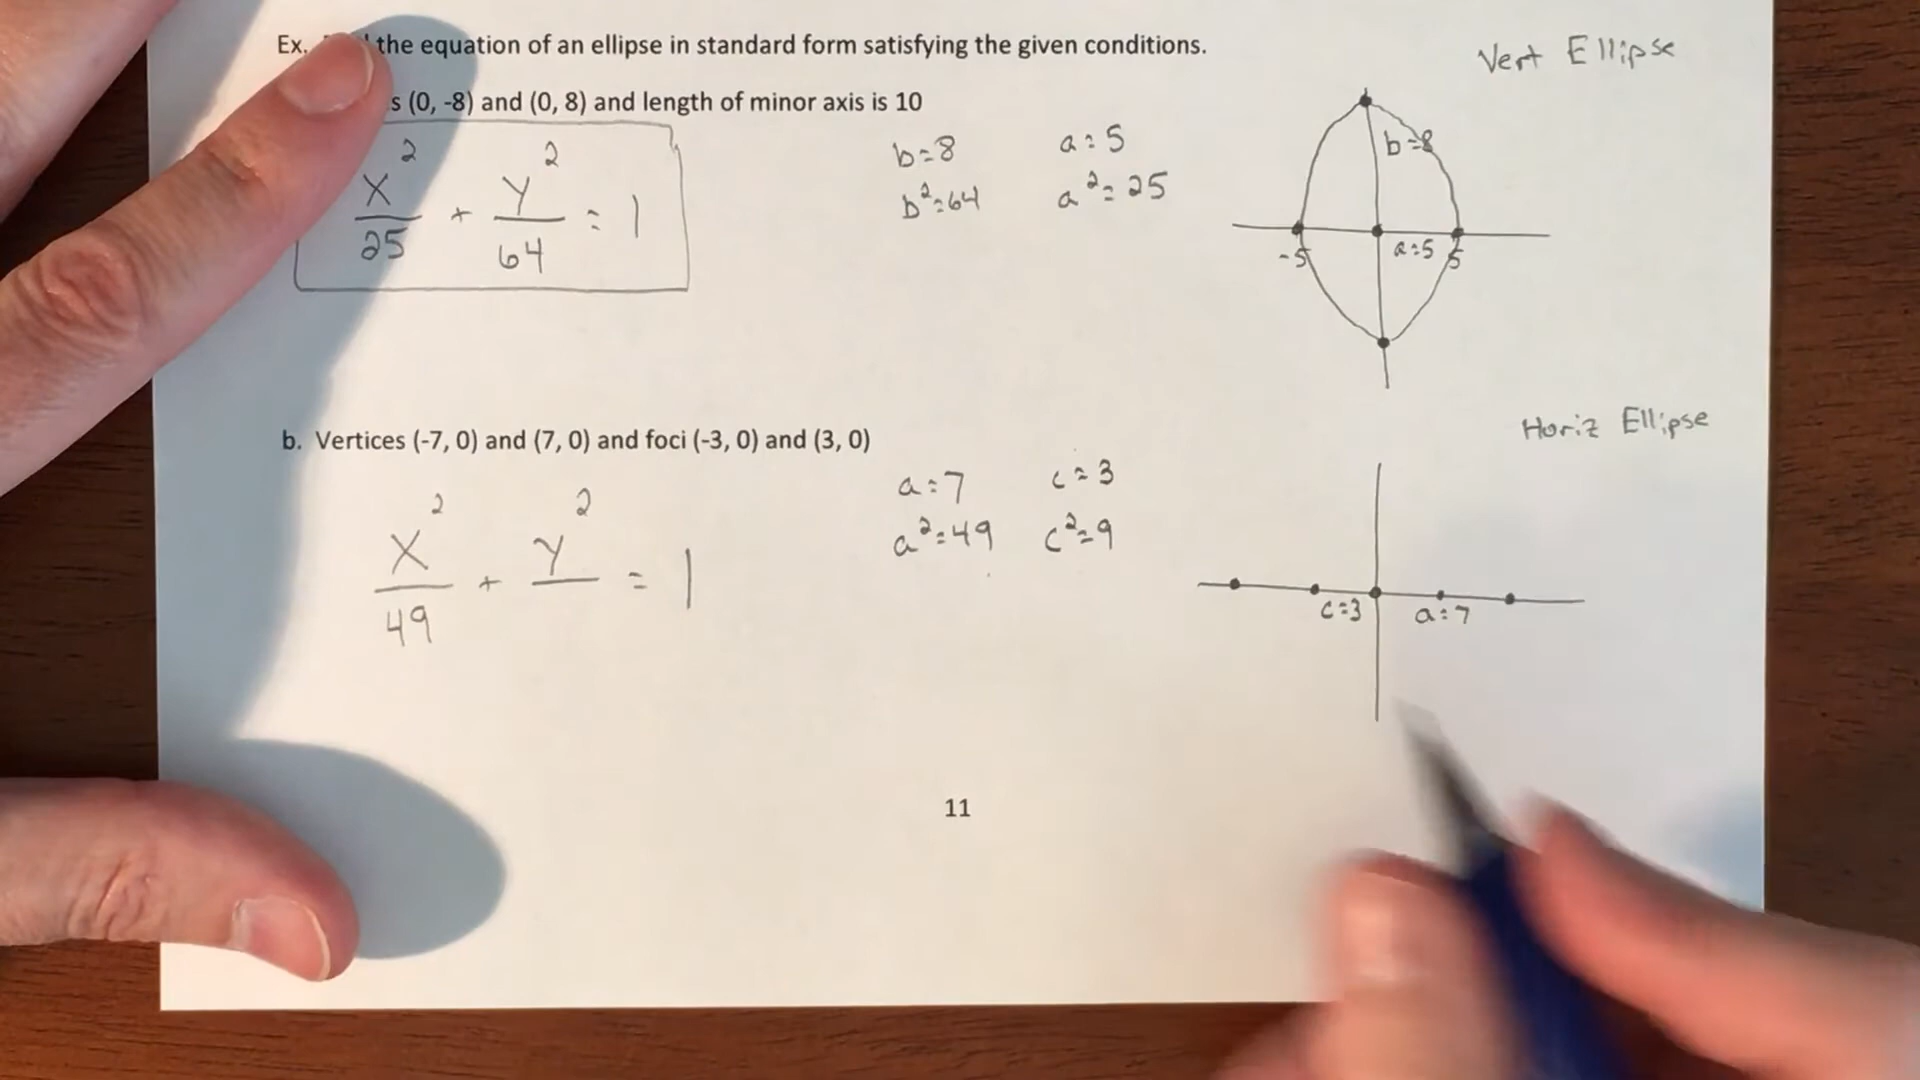 Ex. the equation of an ellipse in standard form satisfying the given conditions.
s (0, -8) and (0, 8) and length of minor axis is 10
x²/25 + y²/64 = 1
b=8
b²=64
a=5
a²=25
Vert Ellipse
b=8
-5
a=5
5
b. Vertices (-7, 0) and (7, 0) and foci (-3, 0) and (3, 0)
x²/49 + y²/ = 1
a=7
a²=49
c=3
c²=9
Horiz Ellipse
c=3
a=7
11